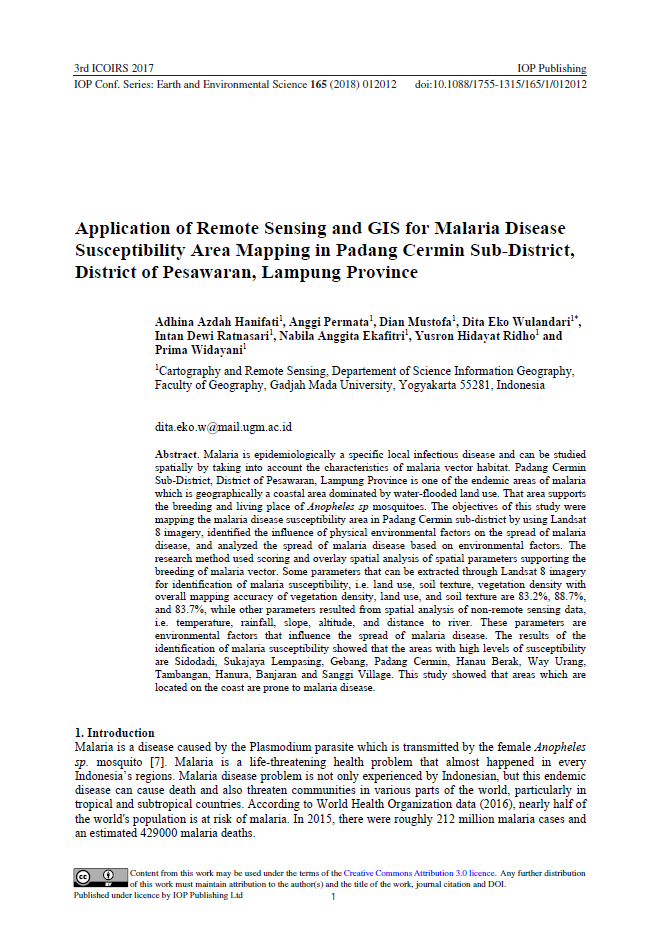 3rd ICOIRS 2017 IOP Publishing
IOP Conf. Series: Earth and Environmental Science 165 (2018) 012012 doi:10.1088/1755-1315/165/1/012012
Application of Remote Sensing and GIS for Malaria Disease
Susceptibility Area Mapping in Padang Cermin Sub-District,
District of Pesawaran, Lampung Province
Adhina Azdah Hanifati1, Anggi Permata1, Dian Mustofa1, Dita Eko Wulandari1*,
Intan Dewi Ratnasari1, Nabila Anggita Ekafitri1, Yusron Hidayat Ridho1 and
Prima Widayani1
1Cartography and Remote Sensing, Departement of Science Information Geography,
Faculty of Geography, Gadjah Mada University, Yogyakarta 55281, Indonesia
dita.eko.w@mail.ugm.ac.id
Abstract. Malaria is epidemiologically a specific local infectious disease and can be studied
spatially by taking into account the characteristics of malaria vector habitat. Padang Cermin
Sub-District, District of Pesawaran, Lampung Province is one of the endemic areas of malaria
which is geographically a coastal area dominated by water-flooded land use. That area supports
the breeding and living place of Anopheles sp mosquitoes. The objectives of this study were
mapping the malaria disease susceptibility area in Padang Cermin sub-district by using Landsat
8 imagery, identified the influence of physical environmental factors on the spread of malaria
disease, and analyzed the spread of malaria disease based on environmental factors. The
research method used scoring and overlay spatial analysis of spatial parameters supporting the
breeding of malaria vector. Some parameters that can be extracted through Landsat 8 imagery
for identification of malaria susceptibility, i.e. land use, soil texture, vegetation density with
overall mapping accuracy of vegetation density, land use, and soil texture are 83.2%, 88.7%,
and 83.7%, while other parameters resulted from spatial analysis of non-remote sensing data,
i.e. temperature, rainfall, slope, altitude, and distance to river. These parameters are
environmental factors that influence the spread of malaria disease. The results of the
identification of malaria susceptibility showed that the areas with high levels of susceptibility
are Sidodadi, Sukajaya Lempasing, Gebang, Padang Cermin, Hanau Berak, Way Urang,
Tambangan, Hanura, Banjaran and Sanggi Village. This study showed that areas which are
located on the coast are prone to malaria disease.
1. Introduction
Malaria is a disease caused by the Plasmodium parasite which is transmitted by the female Anopheles
sp. mosquito [7]. Malaria is a life-threatening health problem that almost happened in every
Indonesia's regions. Malaria disease problem is not only experienced by Indonesian, but this endemic
disease can cause death and also threaten communities in various parts of the world, particularly in
tropical and subtropical countries. According to World Health Organization data (2016), nearly half of
the world's population is at risk of malaria. In 2015, there were roughly 212 million malaria cases and
an estimated 429000 malaria deaths.
cc BY Content from this work may be used under the terms of the Creative Commons Attribution 3.0 licence. Any further distribution
of this work must maintain attribution to the author(s) and the title of the work, journal citation and DOI.
Published under licence by IOP Publishing Ltd 1